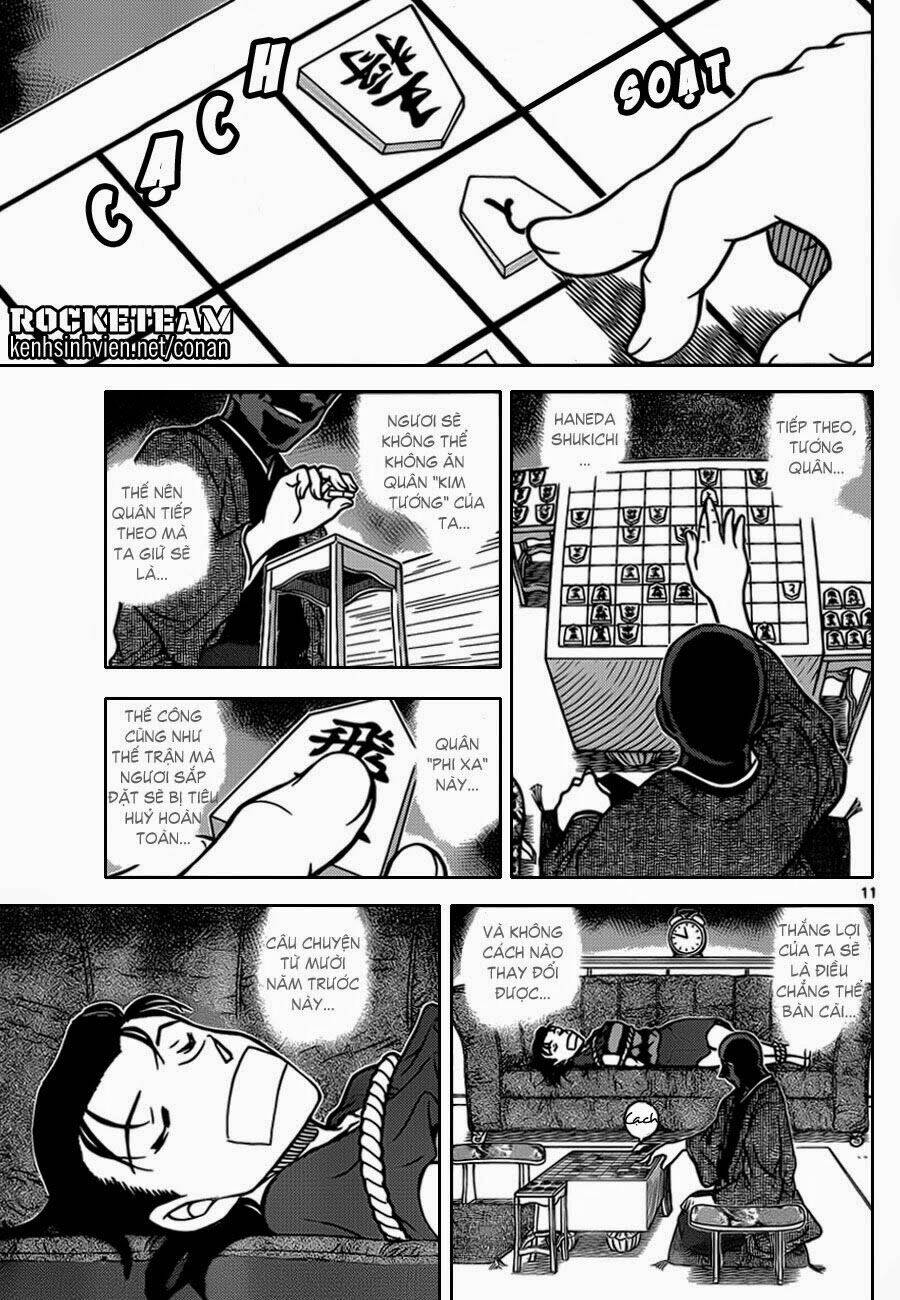 CẠCH
SOẠT
王将
と
ROCKETEAM
kenhsinhvien.net/conan
TIẾP THEO,
TƯỚNG
QUÂN...
HANEDA
SHUKICHI
...
NGƯƠI SẼ
KHÔNG THỂ
KHÔNG ĂN
QUÂN "KIM
TƯỚNG" CỦA
TA...
THẾ NÊN
QUÂN TIẾP
THEO MÀ
TA GIỮ SẼ
LÀ...
QUÂN
"PHI XA"
NÀY...
飛
THẾ CÔNG
CŨNG NHƯ
THẾ TRẬN MÀ
NGƯƠI SẮP
ĐẶT SẼ BỊ TIÊU
HUỶ HOÀN
TOÀN...
11
THẮNG LỢI
CỦA TA SẼ
LÀ ĐIỀU
CHẲNG THỂ
BÀN CÃI...
VÀ KHÔNG
CÁCH NÀO
THAY ĐỔI
ĐƯỢC...
Cạch
CÂU CHUYỆN
TỪ MƯỜI
NĂM TRƯỚC
NÀY...